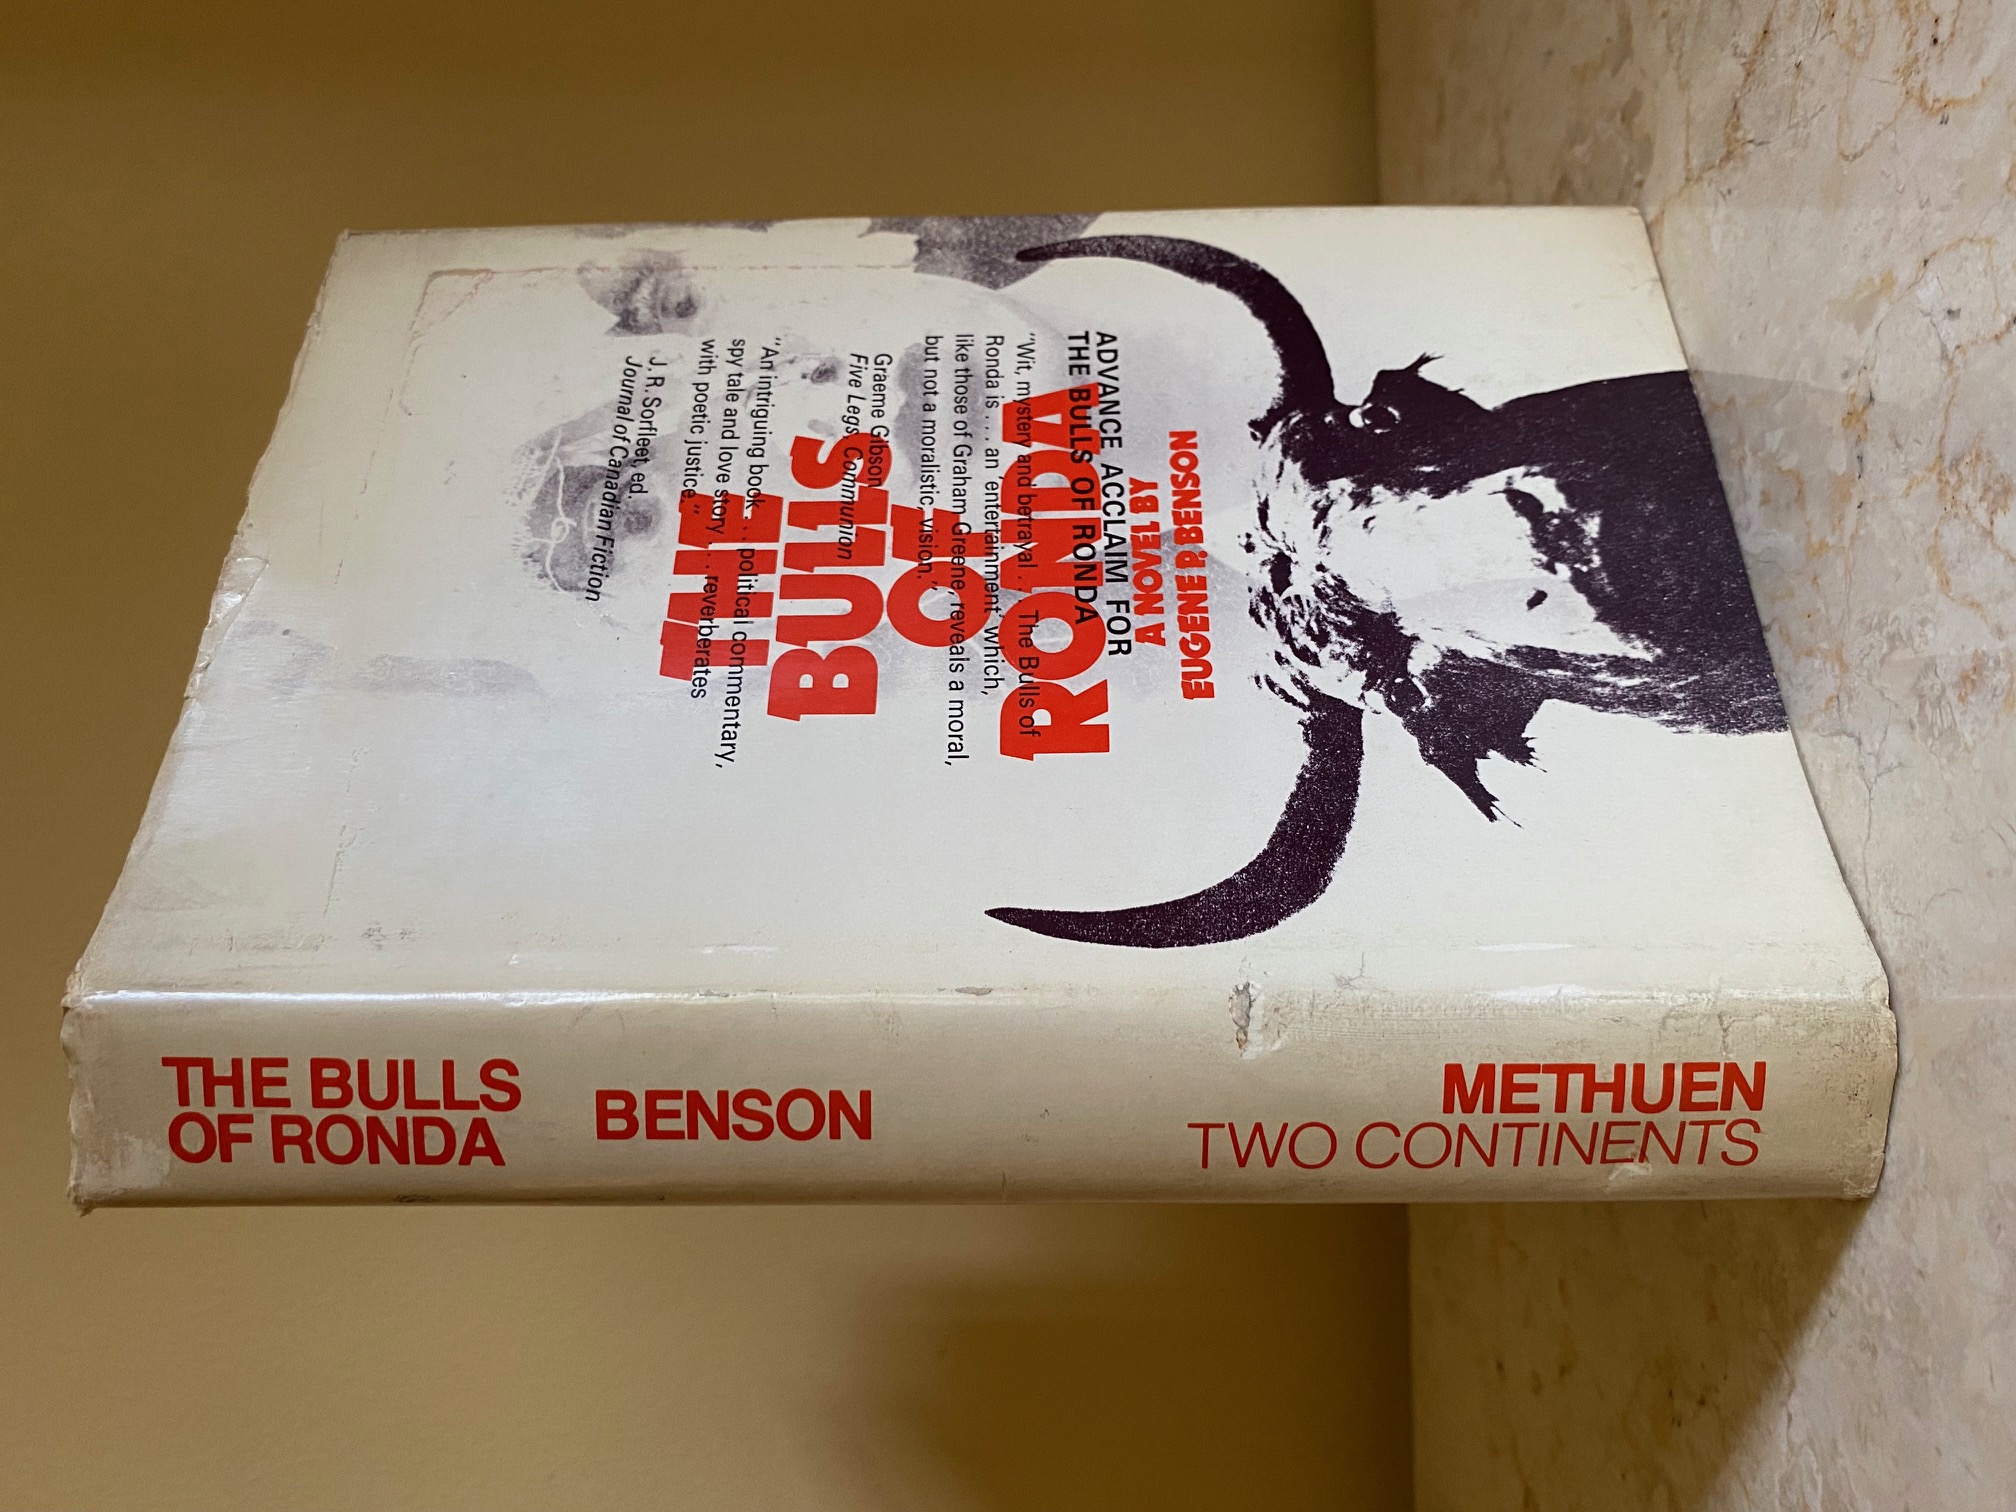 THE
BULLS
OF
RONDA
A NOVEL BY
EUGENE P. BENSON
ADVANCE ACCLAIM FOR
THE BULLS OF RONDA
"Wit, mystery and betrayal . . The Bulls of
Ronda is . . . an 'entertainment' which,
like those of Graham Greene, reveals a moral,
but not a moralistic, vision."
Graeme Gibson
Five Legs, Communion
"An intriguing book . . . political commentary,
spy tale and love story . . . reverberates
with poetic justice."
J. R. Sorfleet, ed.
Journal of Canadian Fiction
THE BULLS
OF RONDA
BENSON
METHUEN
TWO CONTINENTS